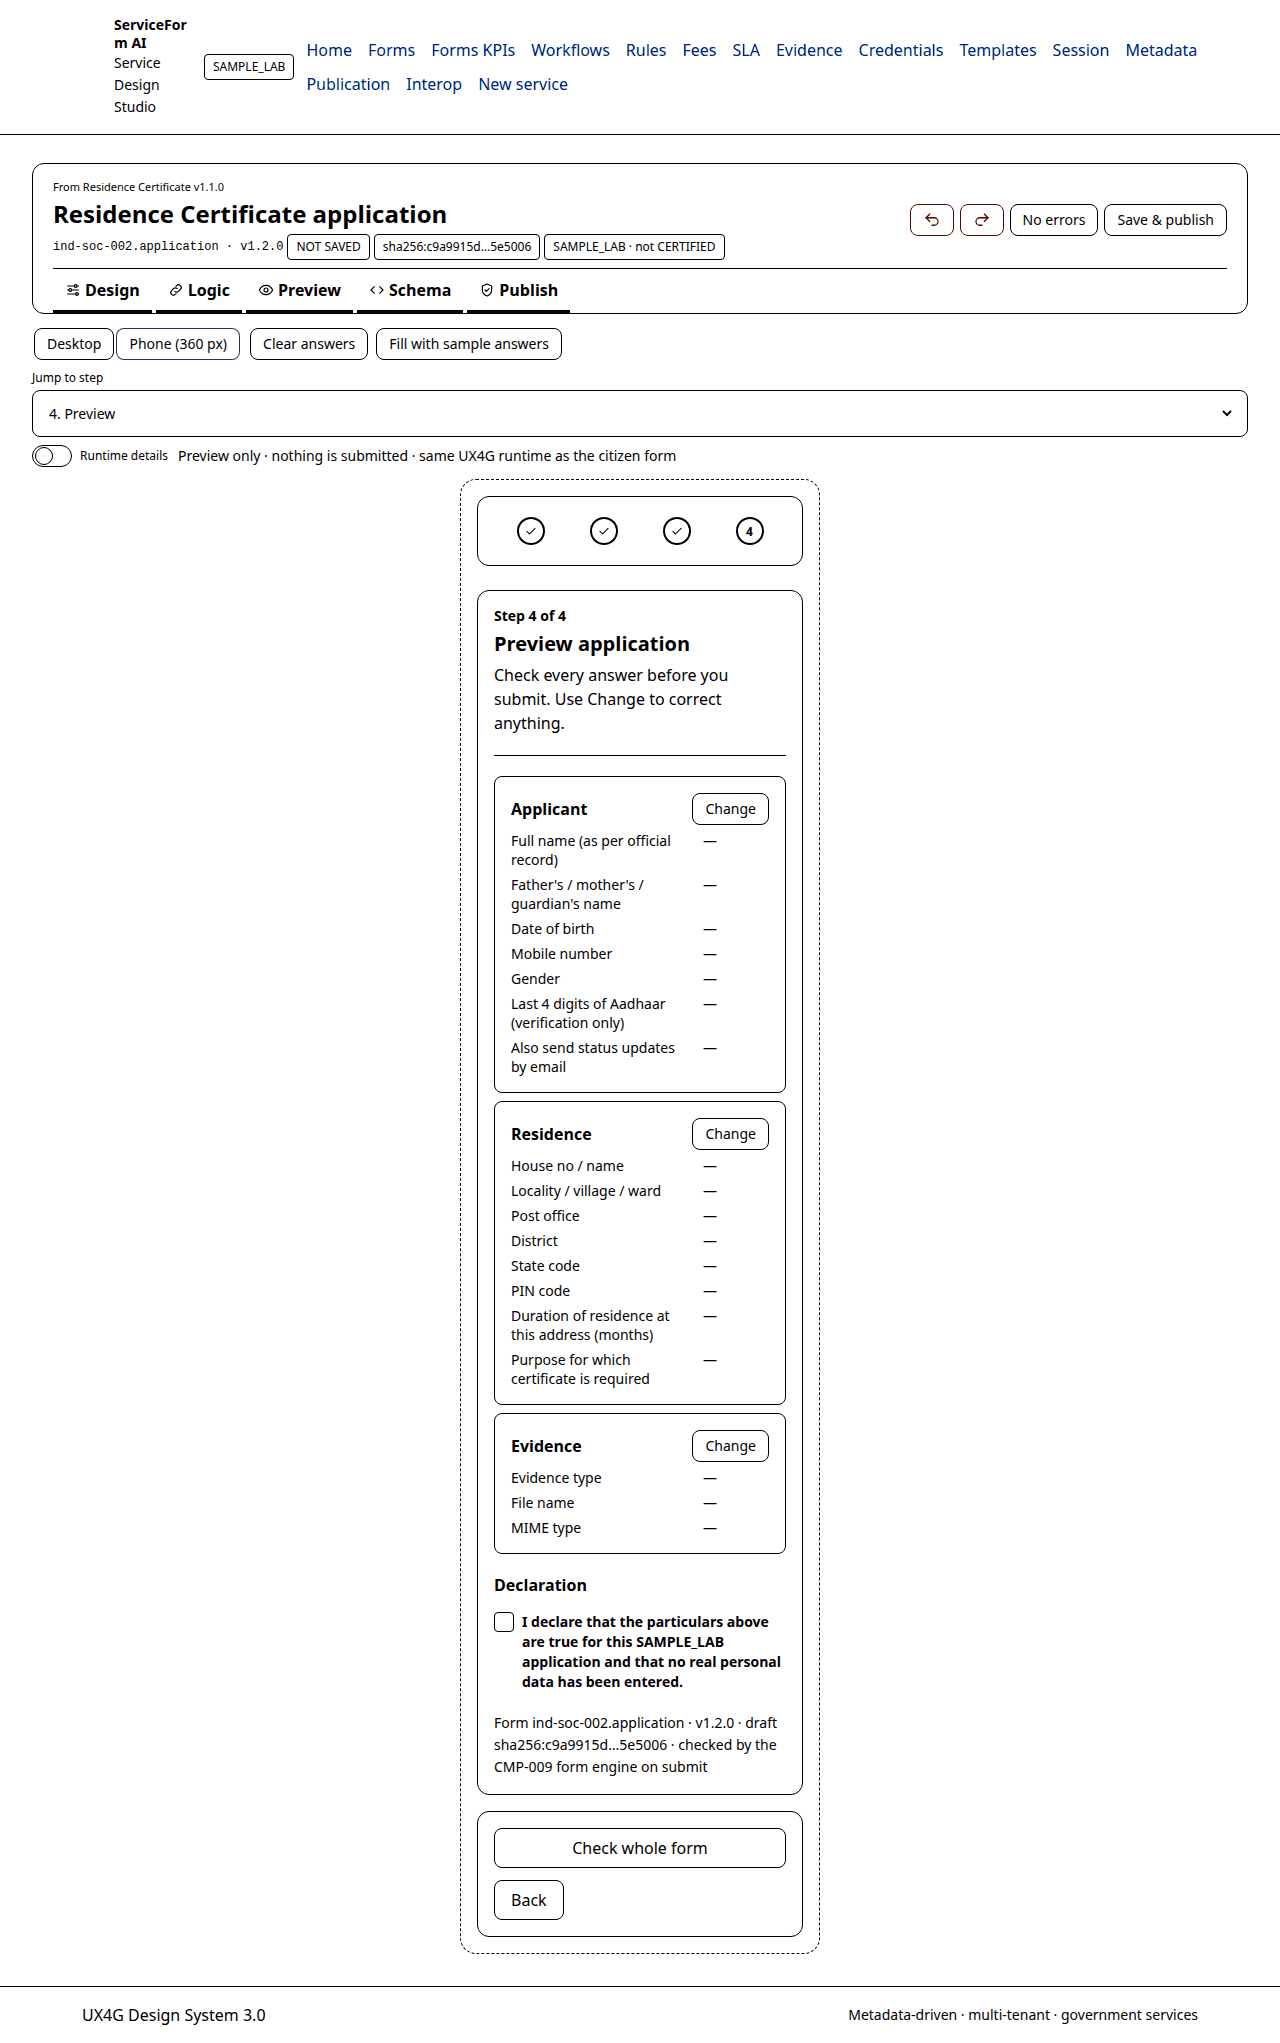 ServiceFor
m AI
Service
Design
Studio
SAMPLE_LAB
Home Forms Forms KPIs Workflows Rules Fees SLA Evidence Credentials Templates Session Metadata
Publication Interop New service
From Residence Certificate v1.1.0
Residence Certificate application
ind-soc-002.application · v1.2.0 NOT SAVED sha256:c9a9915d…5e5006 SAMPLE_LAB · not CERTIFIED
No errors Save & publish
Design Logic Preview Schema Publish
Desktop Phone (360 px) Clear answers Fill with sample answers
Jump to step
4. Preview
Runtime details Preview only · nothing is submitted · same UX4G runtime as the citizen form
4
Step 4 of 4
Preview application
Check every answer before you
submit. Use Change to correct
anything.
Applicant Change
Full name (as per official —
record)
Father's / mother's / —
guardian's name
Date of birth —
Mobile number —
Gender —
Last 4 digits of Aadhaar —
(verification only)
Also send status updates —
by email
Residence Change
House no / name —
Locality / village / ward —
Post office —
District —
State code —
PIN code —
Duration of residence at —
this address (months)
Purpose for which —
certificate is required
Evidence Change
Evidence type —
File name —
MIME type —
Declaration
I declare that the particulars above
are true for this SAMPLE_LAB
application and that no real personal
data has been entered.
Form ind-soc-002.application · v1.2.0 · draft
sha256:c9a9915d…5e5006 · checked by the
CMP-009 form engine on submit
Check whole form
Back
UX4G Design System 3.0 Metadata-driven · multi-tenant · government services